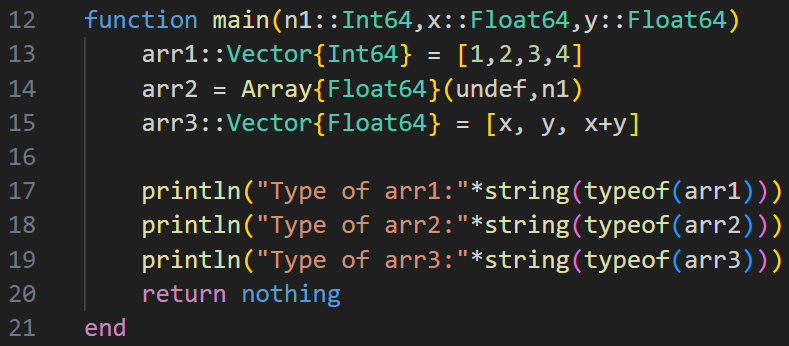 12 function main(n1::Int64,x::Float64,y::Float64)
13     arr1::Vector{Int64} = [1,2,3,4]
14     arr2 = Array{Float64}(undef,n1)
15     arr3::Vector{Float64} = [x, y, x+y]
16
17     println("Type of arr1:"*string(typeof(arr1)))
18     println("Type of arr2:"*string(typeof(arr2)))
19     println("Type of arr3:"*string(typeof(arr3)))
20     return nothing
21 end